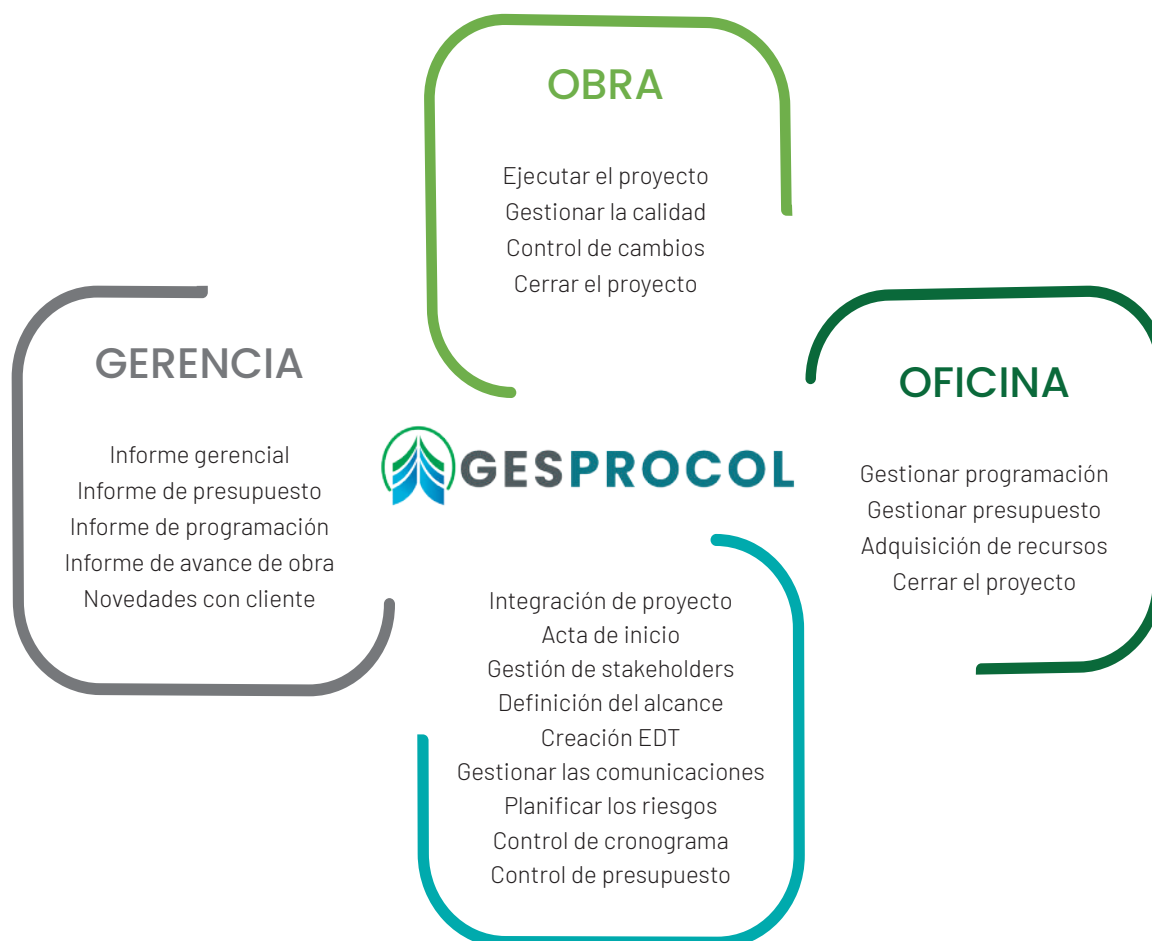 OBRA
Ejecutar el proyecto
Gestionar la calidad
Control de cambios
Cerrar el proyecto
GERENCIA
Informe gerencial
Informe de presupuesto
Informe de programación
Informe de avance de obra
Novedades con cliente
GESPROCOL
OFICINA
Gestionar programación
Gestionar presupuesto
Adquisición de recursos
Cerrar el proyecto
Integración de proyecto
Acta de inicio
Gestión de stakeholders
Definición del alcance
Creación EDT
Gestionar las comunicaciones
Planificar los riesgos
Control de cronograma
Control de presupuesto